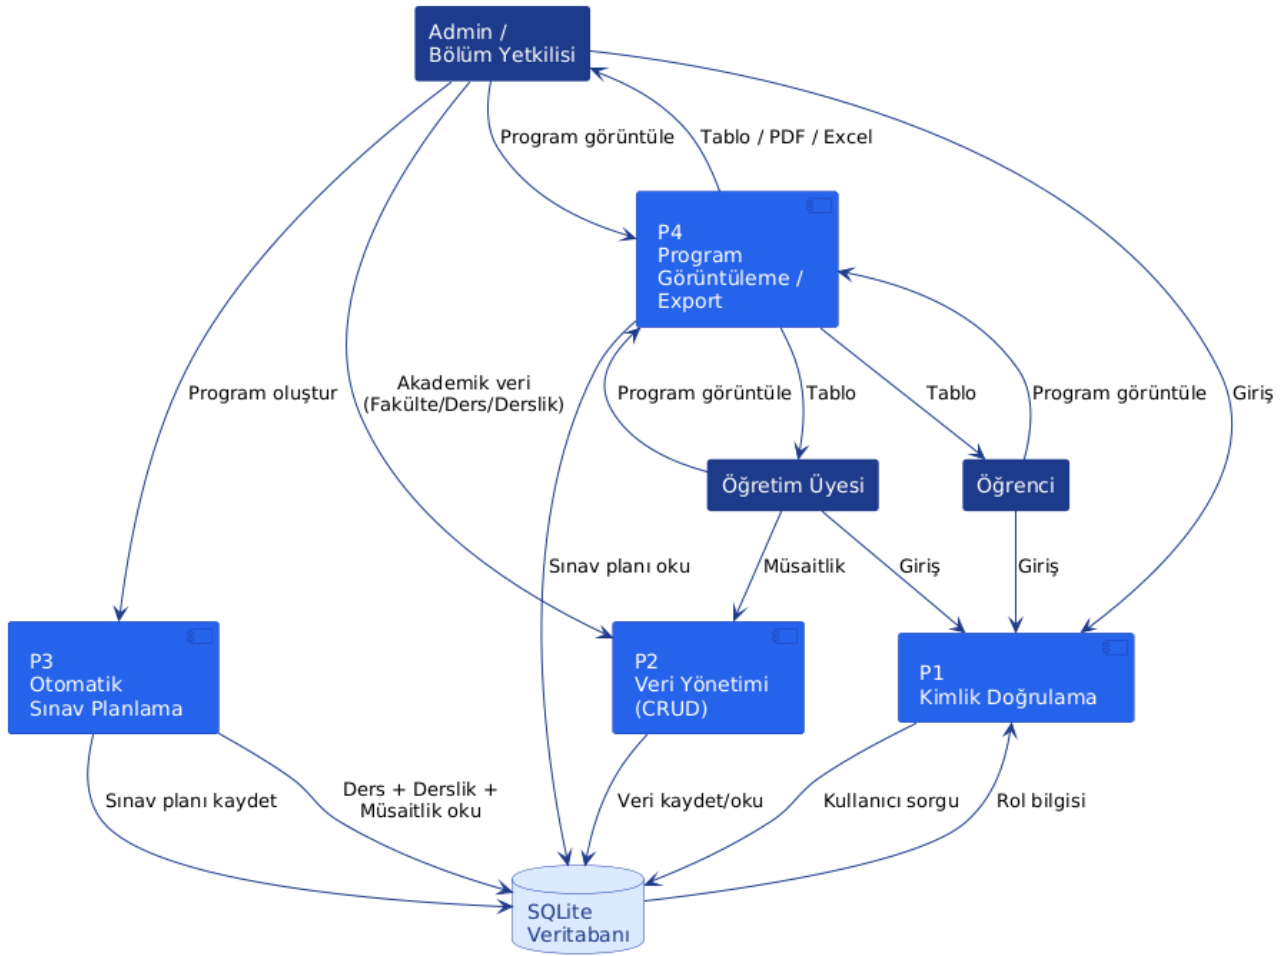 Admin /
Bölüm Yetkilisi
Program görüntüle
Tablo / PDF / Excel
P4
Program
Görüntüleme /
Export
Program oluştur
Akademik veri
(Fakülte/Ders/Derslik)
Program görüntüle
Tablo
Tablo
Program görüntüle
Giriş
Öğretim Üyesi
Öğrenci
Sınav planı oku
Müsaitlik
Giriş
Giriş
P3
Otomatik
Sınav Planlama
P2
Veri Yönetimi
(CRUD)
P1
Kimlik Doğrulama
Sınav planı kaydet
Ders + Derslik +
Müsaitlik oku
Veri kaydet/oku
Kullanıcı sorgu
Rol bilgisi
SQLite
Veritabanı